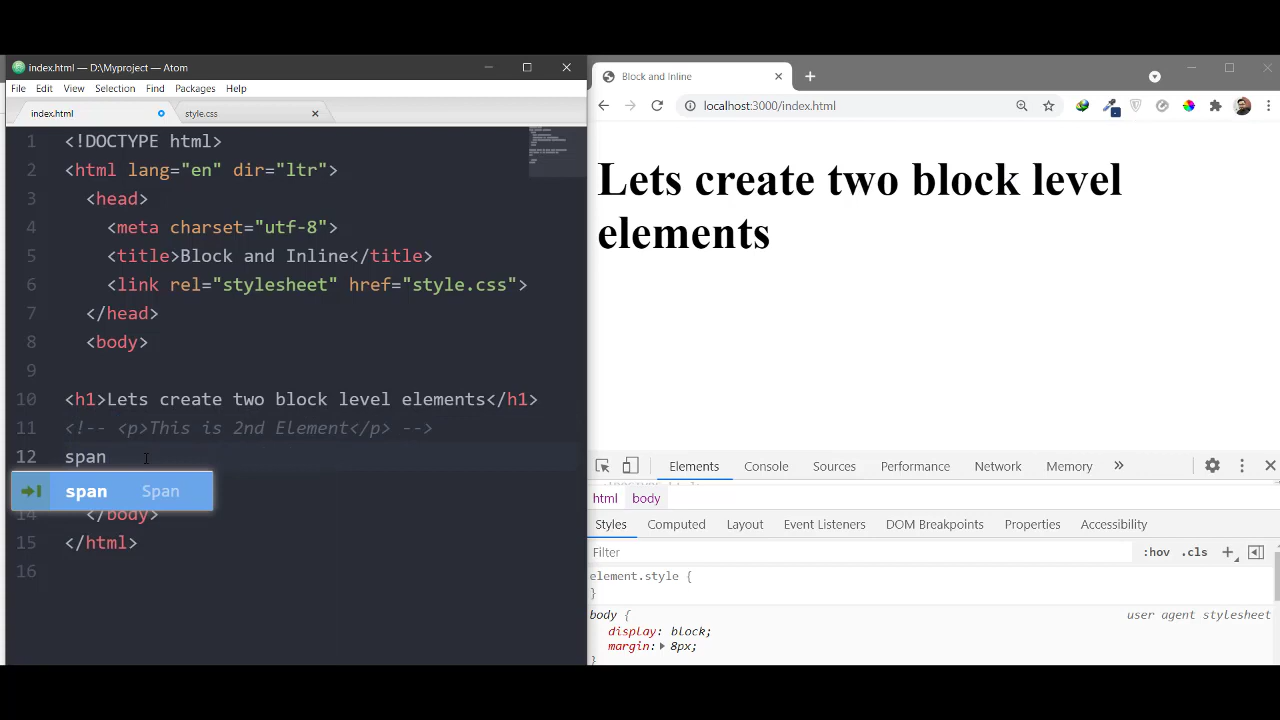 index.html — D:\Myproject — Atom
File Edit View Selection Find Packages Help
index.html
style.css
1 <!DOCTYPE html>
2 <html lang="en" dir="ltr">
3 <head>
4 <meta charset="utf-8">
5 <title>Block and Inline</title>
6 <link rel="stylesheet" href="style.css">
7 </head>
8 <body>
9
10 <h1>Lets create two block level elements</h1>
11 <!-- <p>This is 2nd Element</p> -->
12 span
span Span
14 </body>
15 </html>
16
Block and Inline
localhost:3000/index.html
Lets create two block level
elements
Elements Console Sources Performance Network Memory »
html body
Styles Computed Layout Event Listeners DOM Breakpoints Properties Accessibility
Filter :hov .cls
element.style {
}
body { user agent stylesheet
display: block;
margin: 8px;
}